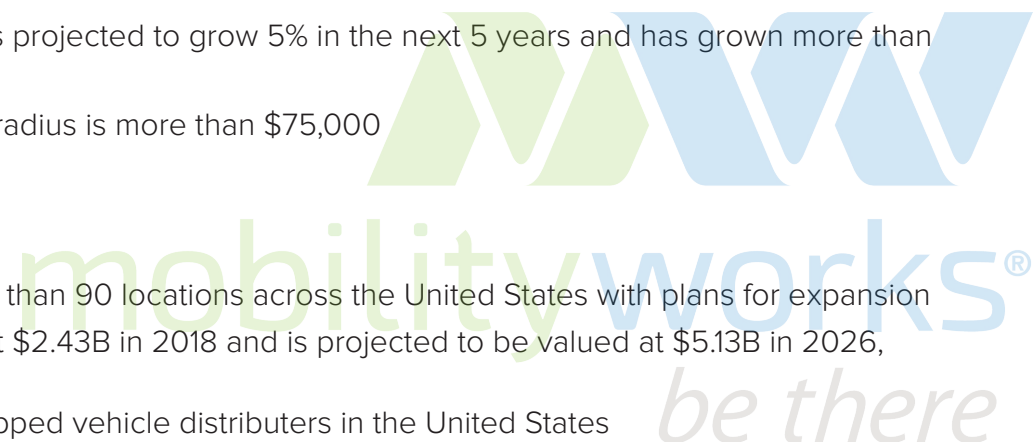 s projected to grow 5% in the next 5 years and has grown more than
radius is more than $75,000
mobilityworks®
than 90 locations across the United States with plans for expansion
t $2.43B in 2018 and is projected to be valued at $5.13B in 2026,
be there
pped vehicle distributers in the United States